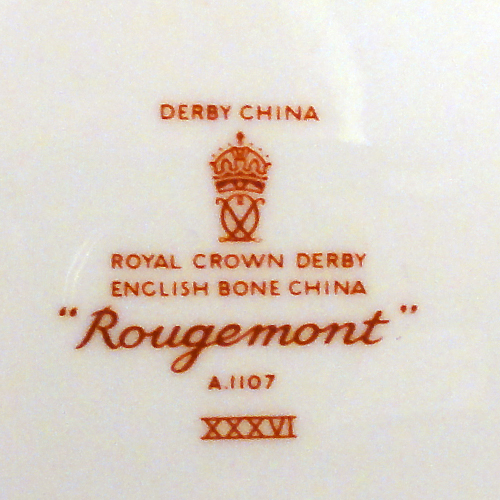 DERBY CHINA
ROYAL CROWN DERBY
ENGLISH BONE CHINA
"Rougemont"
A.1107
XXXVI